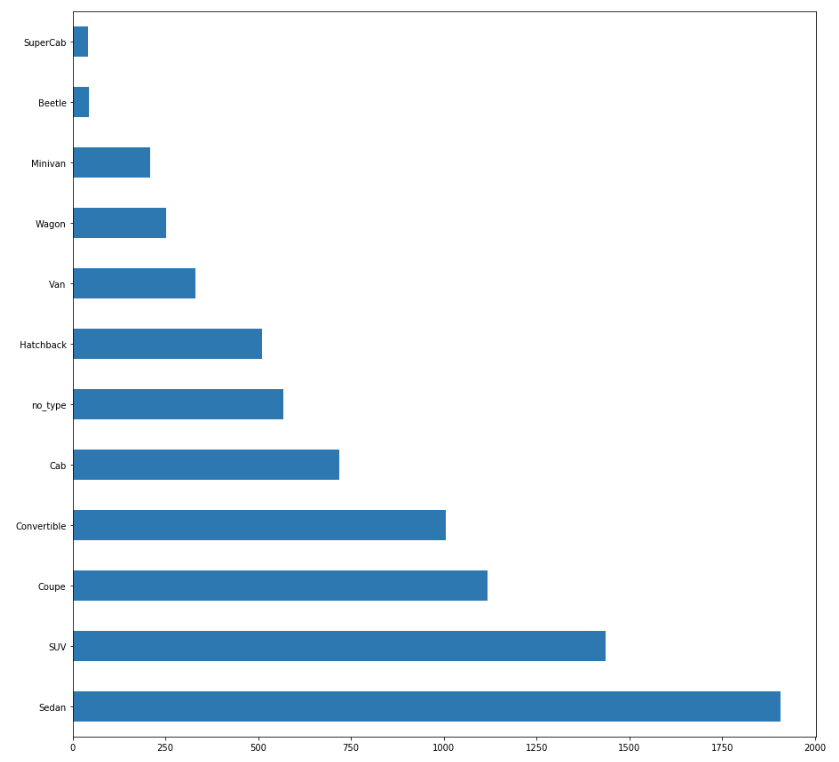 SuperCab
Beetle
Minivan
Wagon
Van
Hatchback
no_type
Cab
Convertible
Coupe
SUV
Sedan
0 250 500 750 1000 1250 1500 1750 2000